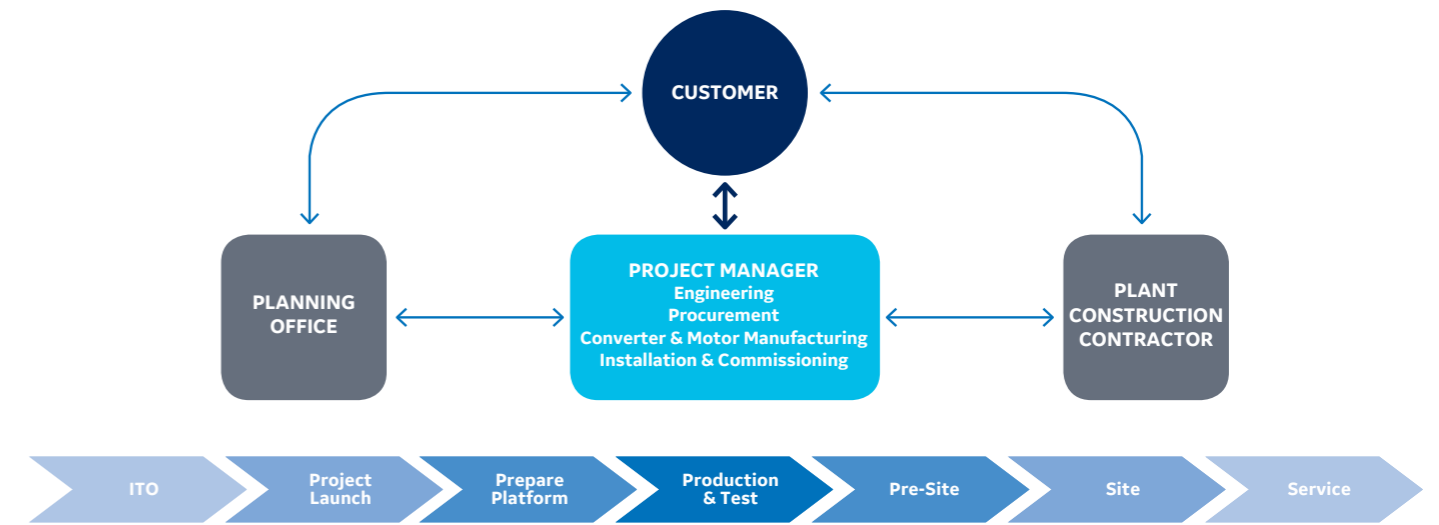 CUSTOMER
PLANNING
OFFICE
PROJECT MANAGER
Engineering
Procurement
Converter & Motor Manufacturing
Installation & Commissioning
PLANT
CONSTRUCTION
CONTRACTOR
ITO
Project
Launch
Prepare
Platform
Production
& Test
Pre-Site
Site
Service